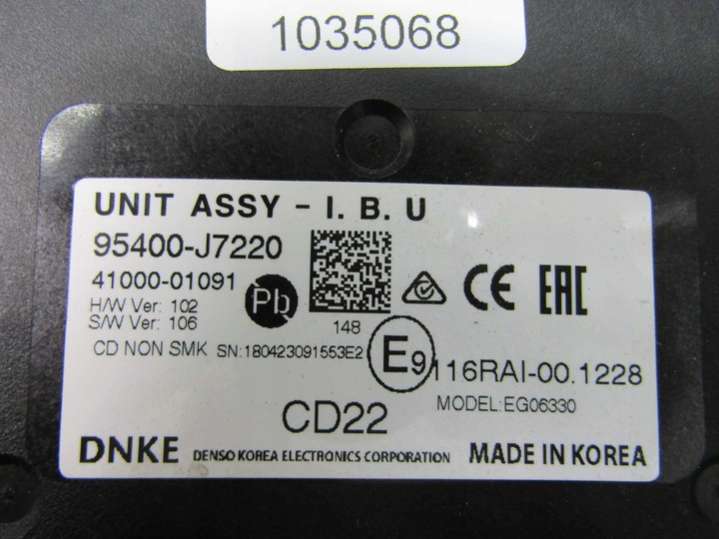 1035068
UNIT ASSY - I. B. U
95400-J7220
41000-01091
Pb
CE
EAC
H/W Ver: 102
S/W Ver: 106
148
CD NON SMK SN:180423091553E2
E9 116RAI-00.1228
MODEL:EG06330
CD22
DNKE DENSO KOREA ELECTRONICS CORPORATION MADE IN KOREA